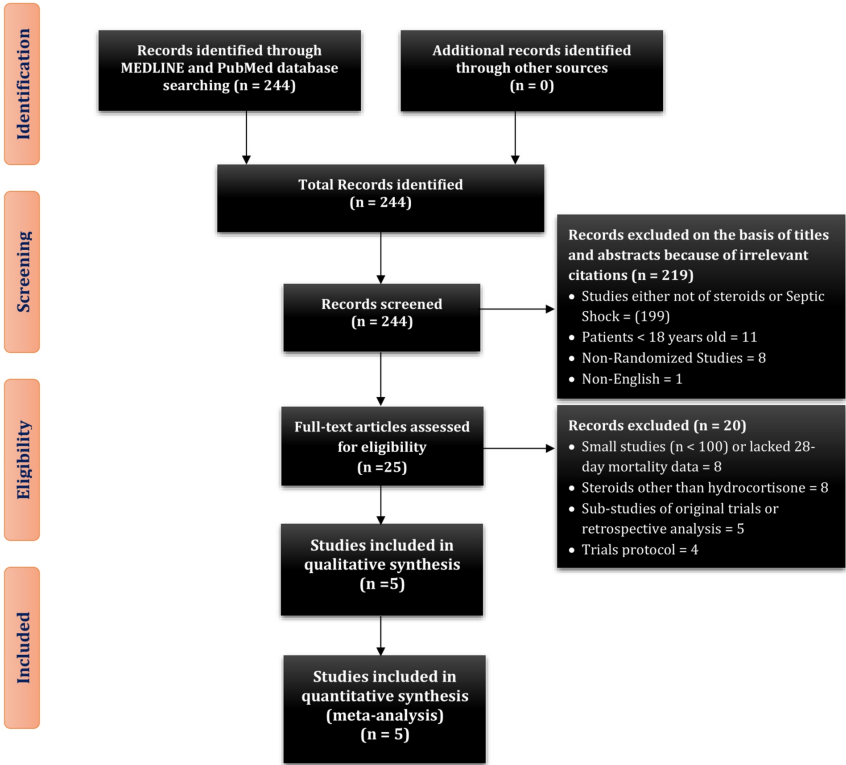 Identification
Records identified through
MEDLINE and PubMed database
searching (n = 244)
Additional records identified
through other sources
(n = 0)
Total Records identified
(n = 244)
Screening
Records screened
(n = 244)
Records excluded on the basis of titles
and abstracts because of irrelevant
citations (n = 219)
• Studies either not of steroids or Septic
Shock = (199)
• Patients < 18 years old = 11
• Non-Randomized Studies = 8
• Non-English = 1
Eligibility
Full-text articles assessed
for eligibility
(n =25)
Records excluded (n = 20)
• Small studies (n < 100) or lacked 28-
day mortality data = 8
• Steroids other than hydrocortisone = 8
• Sub-studies of original trials or
retrospective analysis = 5
• Trials protocol = 4
Studies included in
qualitative synthesis
(n =5)
Included
Studies included in
quantitative synthesis
(meta-analysis)
(n = 5)